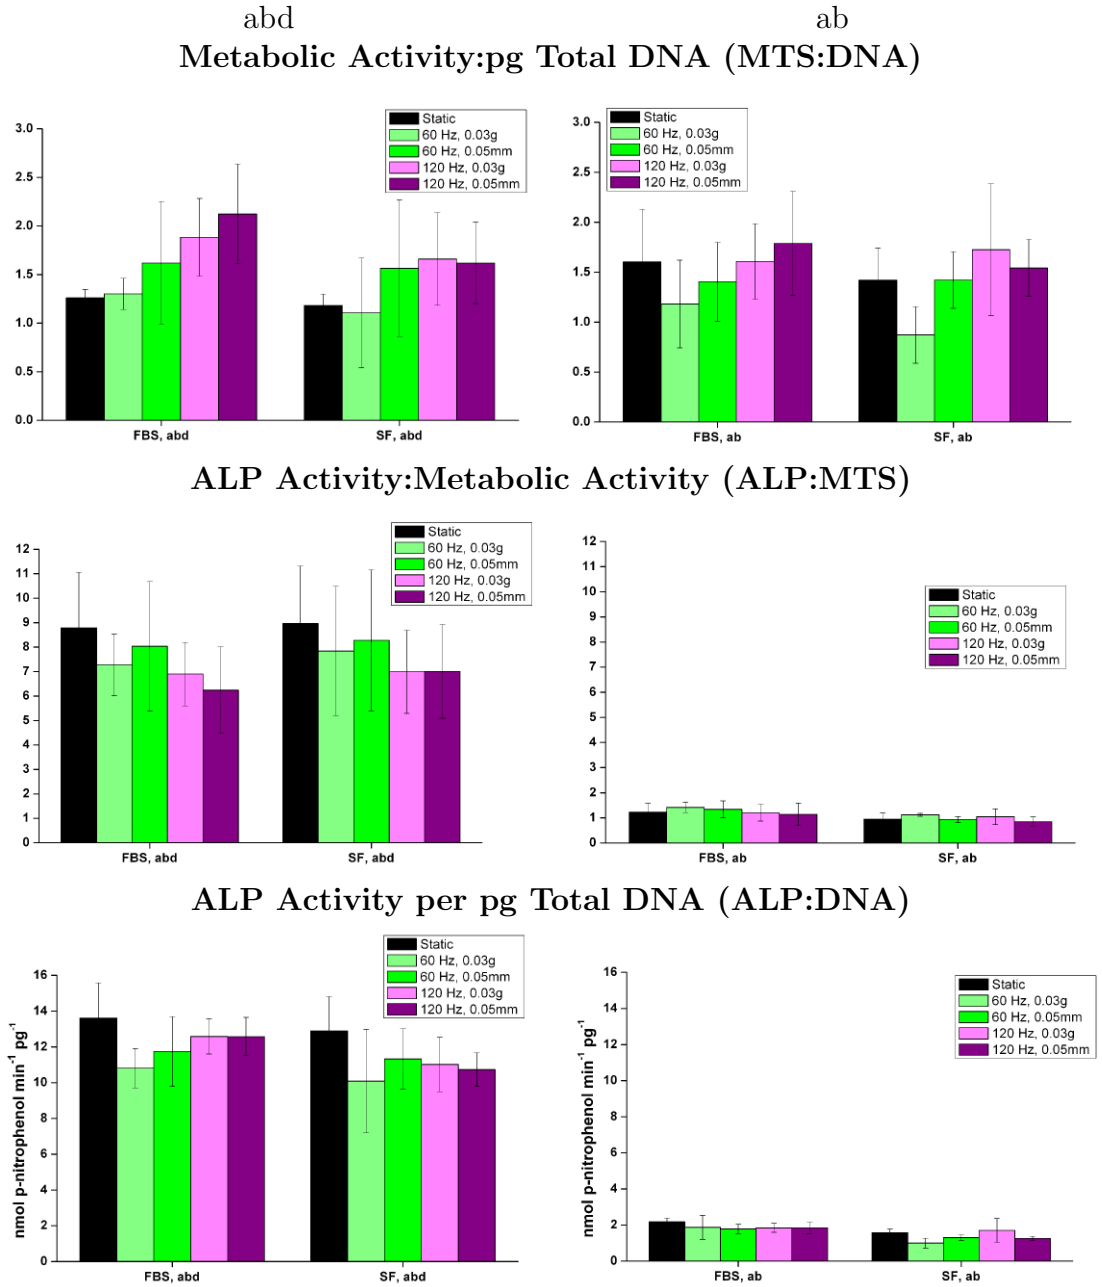 abd ab
Metabolic Activity:pg Total DNA (MTS:DNA)
Static
60 Hz, 0.03g
60 Hz, 0.05mm
120 Hz, 0.03g
120 Hz, 0.05mm
3.0
2.5
2.0
1.5
1.0
0.5
0.0
FBS, abd SF, abd
Static
60 Hz, 0.03g
60 Hz, 0.05mm
120 Hz, 0.03g
120 Hz, 0.05mm
3.0
2.5
2.0
1.5
1.0
0.5
0.0
FBS, ab SF, ab
ALP Activity:Metabolic Activity (ALP:MTS)
Static
60 Hz, 0.03g
60 Hz, 0.05mm
120 Hz, 0.03g
120 Hz, 0.05mm
12
11
10
9
8
7
6
5
4
3
2
1
0
FBS, abd SF, abd
Static
60 Hz, 0.03g
60 Hz, 0.05mm
120 Hz, 0.03g
120 Hz, 0.05mm
12
11
10
9
8
7
6
5
4
3
2
1
0
FBS, ab SF, ab
ALP Activity per pg Total DNA (ALP:DNA)
Static
60 Hz, 0.03g
60 Hz, 0.05mm
120 Hz, 0.03g
120 Hz, 0.05mm
nmol p-nitrophenol min⁻¹ pg⁻¹
16
14
12
10
8
6
4
2
0
FBS, abd SF, abd
Static
60 Hz, 0.03g
60 Hz, 0.05mm
120 Hz, 0.03g
120 Hz, 0.05mm
nmol p-nitrophenol min⁻¹ pg⁻¹
16
14
12
10
8
6
4
2
0
FBS, ab SF, ab